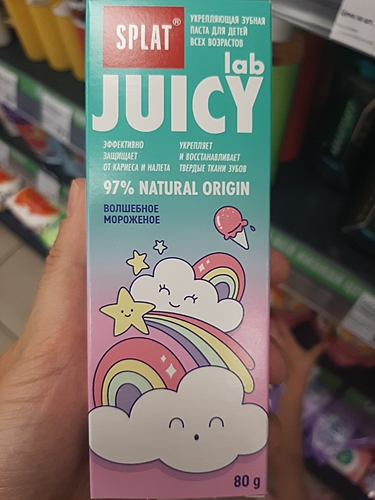 SPLAT®
УКРЕПЛЯЮЩАЯ ЗУБНАЯ
ПАСТА ДЛЯ ДЕТЕЙ
ВСЕХ ВОЗРАСТОВ
lab
JUICY
ЭФФЕКТИВНО
ЗАЩИЩАЕТ
ОТ КАРИЕСА И НАЛЕТА
УКРЕПЛЯЕТ
И ВОССТАНАВЛИВАЕТ
ТВЕРДЫЕ ТКАНИ ЗУБОВ
97% NATURAL ORIGIN
ВОЛШЕБНОЕ
МОРОЖЕНОЕ
80 g